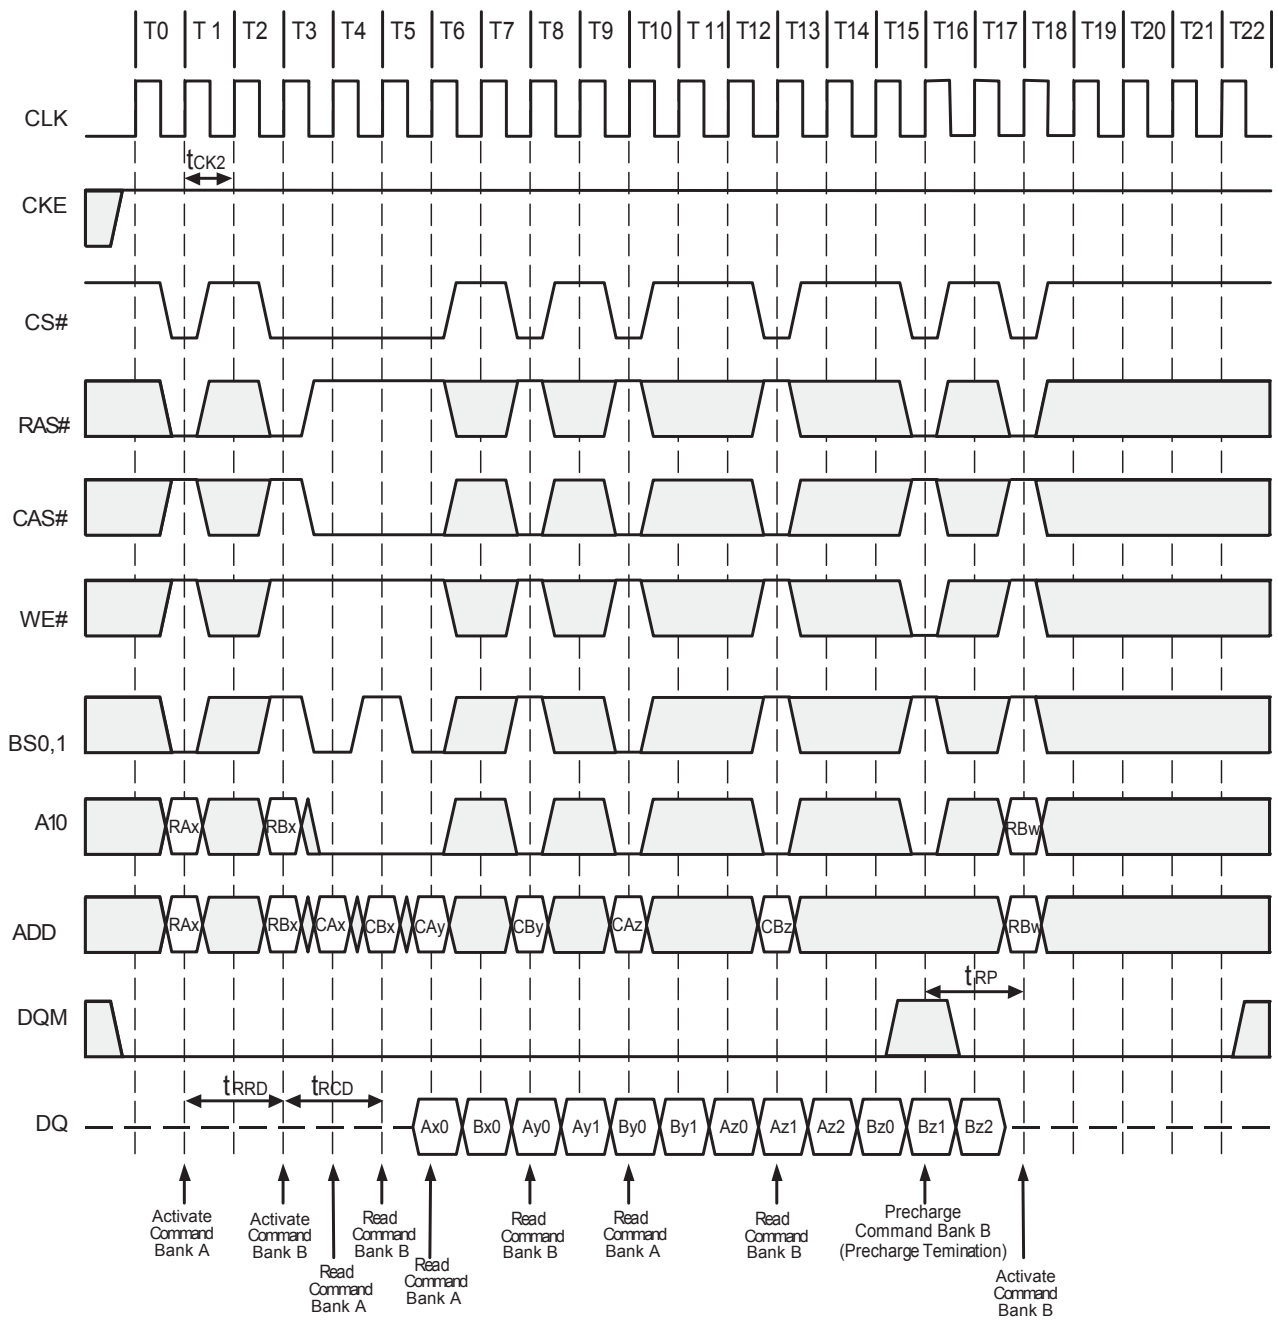 T0 T 1 T2 T3 T4 T5 T6 T7 T8 T9 T10 T 11 T12 T13 T14 T15 T16 T17 T18 T19 T20 T21 T22
CLK
tCK2
CKE
CS#
RAS#
CAS#
WE#
BS0,1
A10
RAx RBx RBw
ADD
RAx RBx CAx CBx CAy CBy CAz CBz RBw
tRP
DQM
tRRD tRCD
DQ
Ax0 Bx0 Ay0 Ay1 By0 By1 Az0 Az1 Az2 Bz0 Bz1 Bz2
Activate
Command
Bank A
Activate
Command
Bank B
Read
Command
Bank A
Read
Command
Bank B
Read
Command
Bank A
Read
Command
Bank B
Read
Command
Bank A
Read
Command
Bank B
Precharge
Command Bank B
(Precharge Temination)
Activate
Command
Bank B